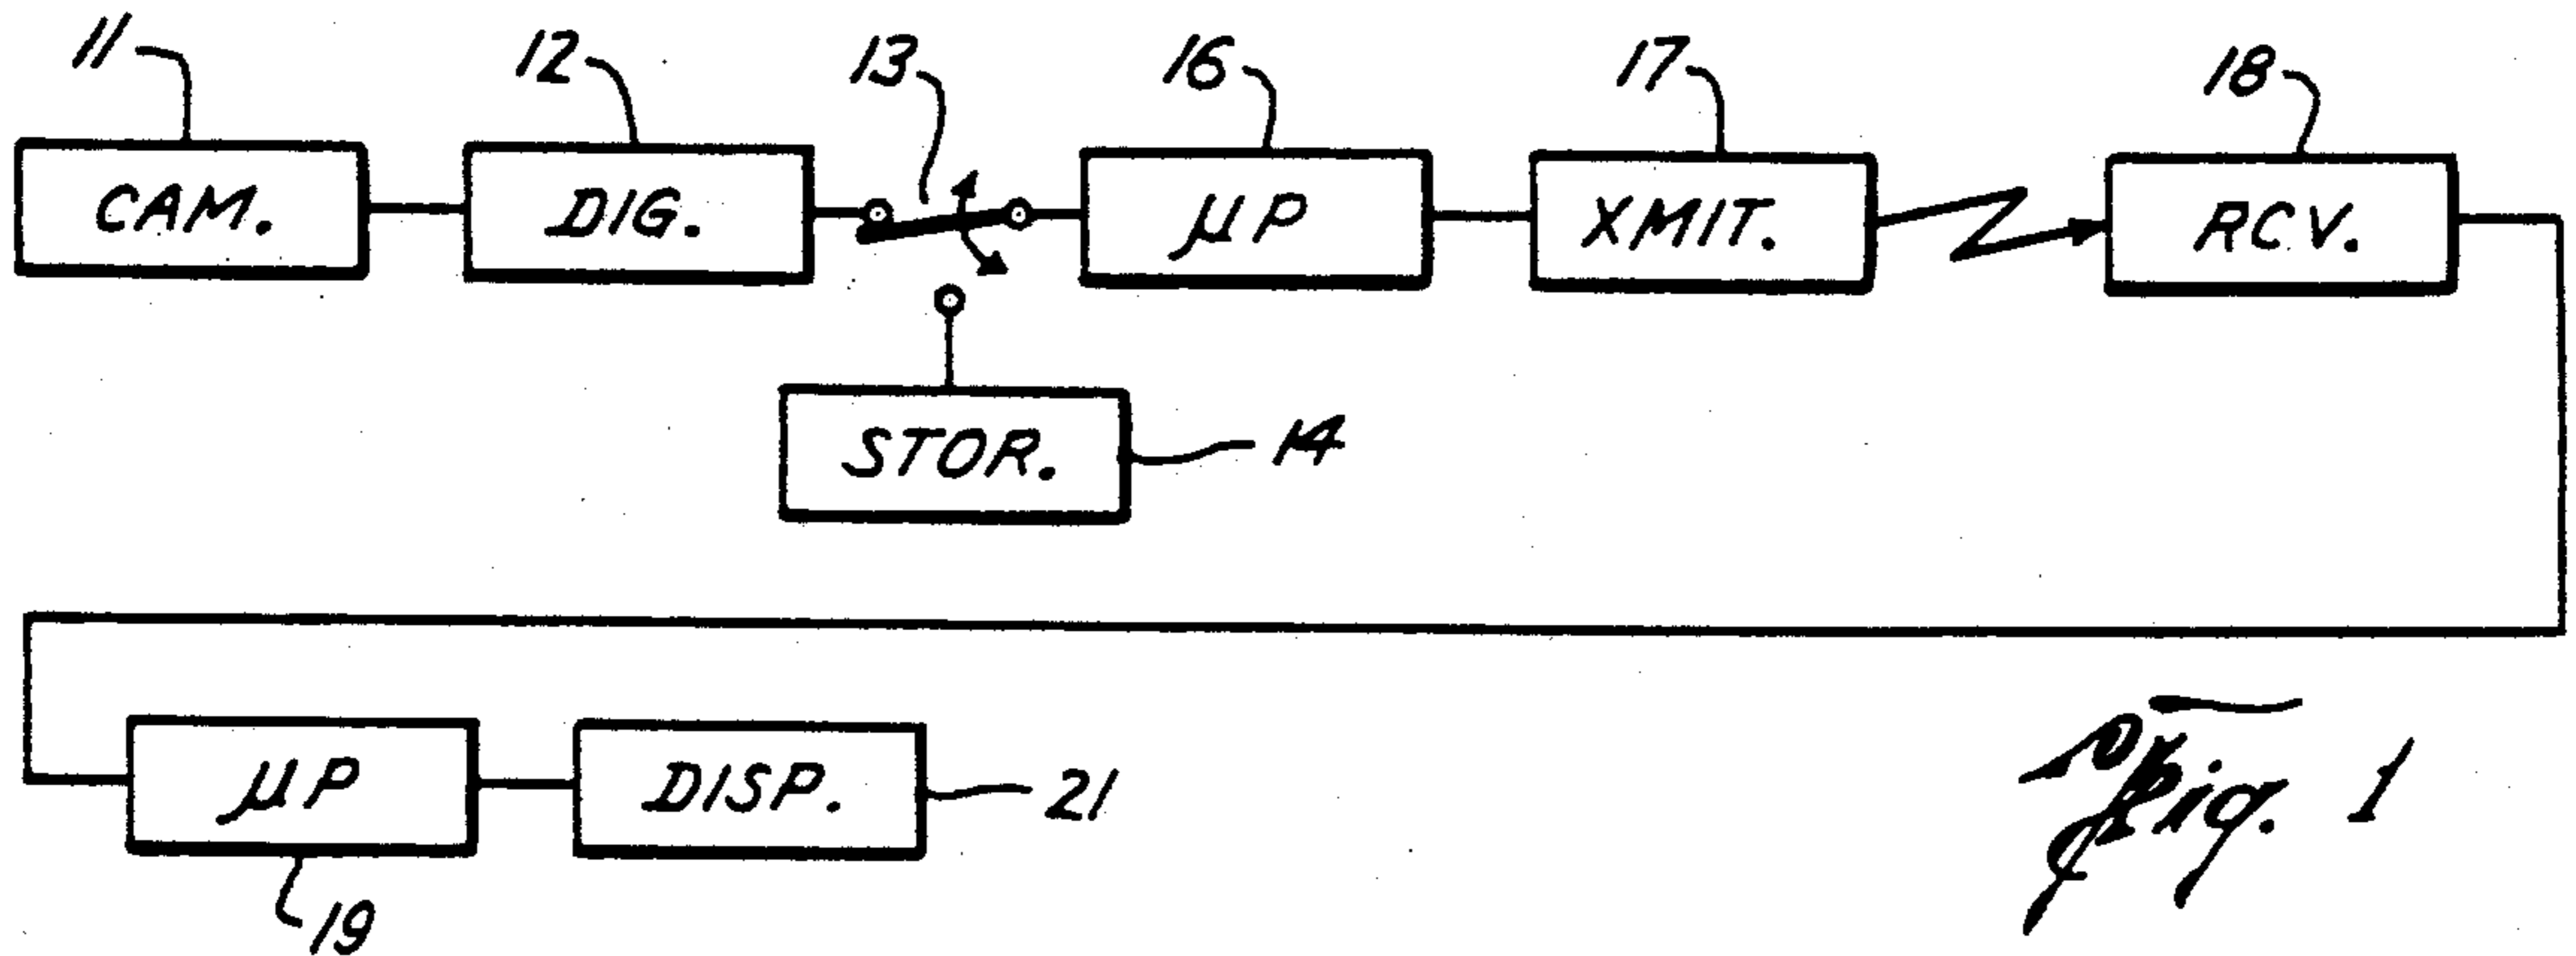 11 12 13 16 17 18
CAM. DIG. µP XMIT. RCV.
STOR. 14
µP DISP. 21
19
Fig. 1